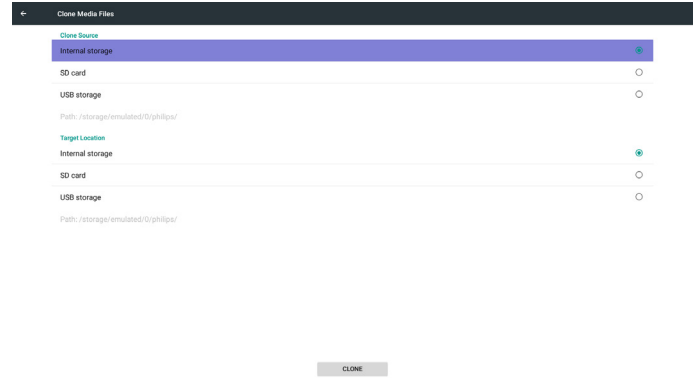 Clone Media Files
Clone Source
Internal storage
SD card
USB storage
Path: /storage/emulated/0/philips/
Target Location
Internal storage
SD card
USB storage
Path: /storage/emulated/0/philips/
CLONE